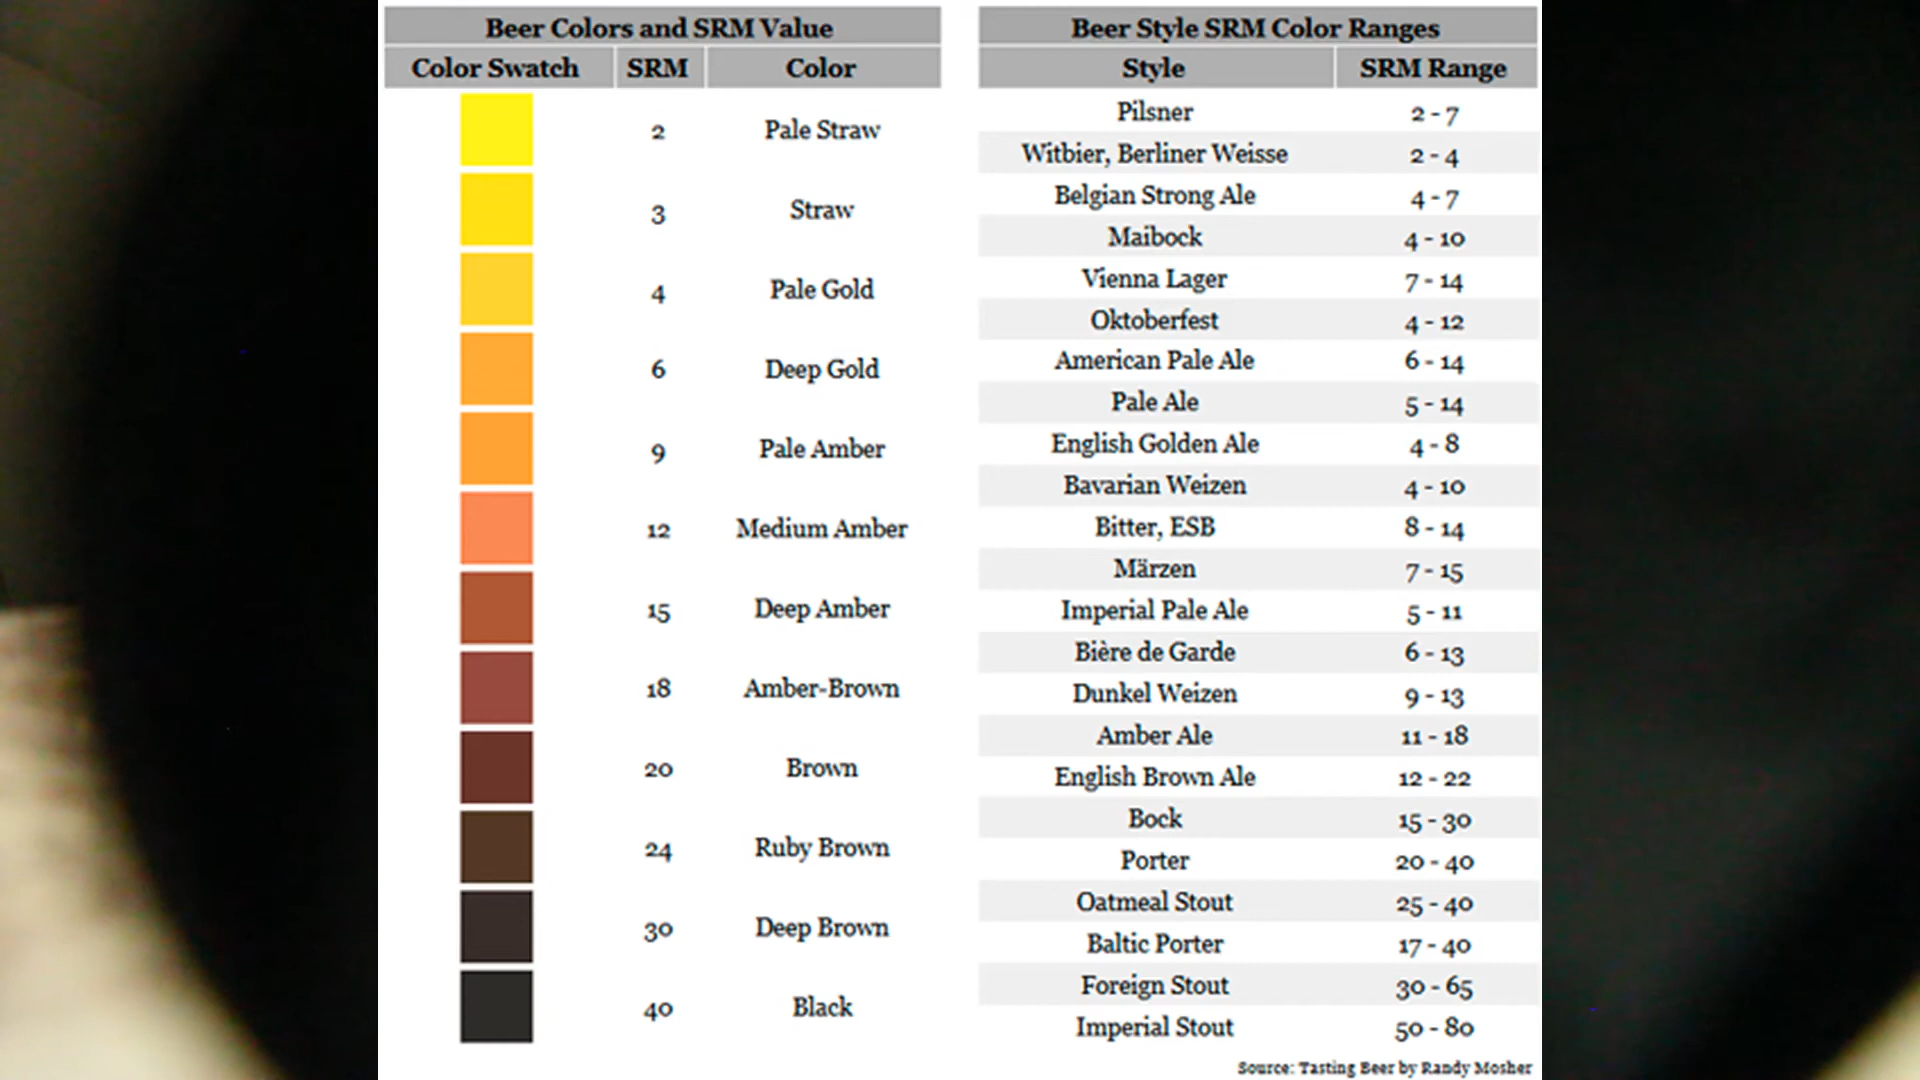 Beer Colors and SRM Value
Color Swatch SRM Color
2 Pale Straw
3 Straw
4 Pale Gold
6 Deep Gold
9 Pale Amber
12 Medium Amber
15 Deep Amber
18 Amber-Brown
20 Brown
24 Ruby Brown
30 Deep Brown
40 Black
Beer Style SRM Color Ranges
Style SRM Range
Pilsner 2 - 7
Witbier, Berliner Weisse 2 - 4
Belgian Strong Ale 4 - 7
Maibock 4 - 10
Vienna Lager 7 - 14
Oktoberfest 4 - 12
American Pale Ale 6 - 14
Pale Ale 5 - 14
English Golden Ale 4 - 8
Bavarian Weizen 4 - 10
Bitter, ESB 8 - 14
Märzen 7 - 15
Imperial Pale Ale 5 - 11
Bière de Garde 6 - 13
Dunkel Weizen 9 - 13
Amber Ale 11 - 18
English Brown Ale 12 - 22
Bock 15 - 30
Porter 20 - 40
Oatmeal Stout 25 - 40
Baltic Porter 17 - 40
Foreign Stout 30 - 65
Imperial Stout 50 - 80
Source: Tasting Beer by Randy Mosher